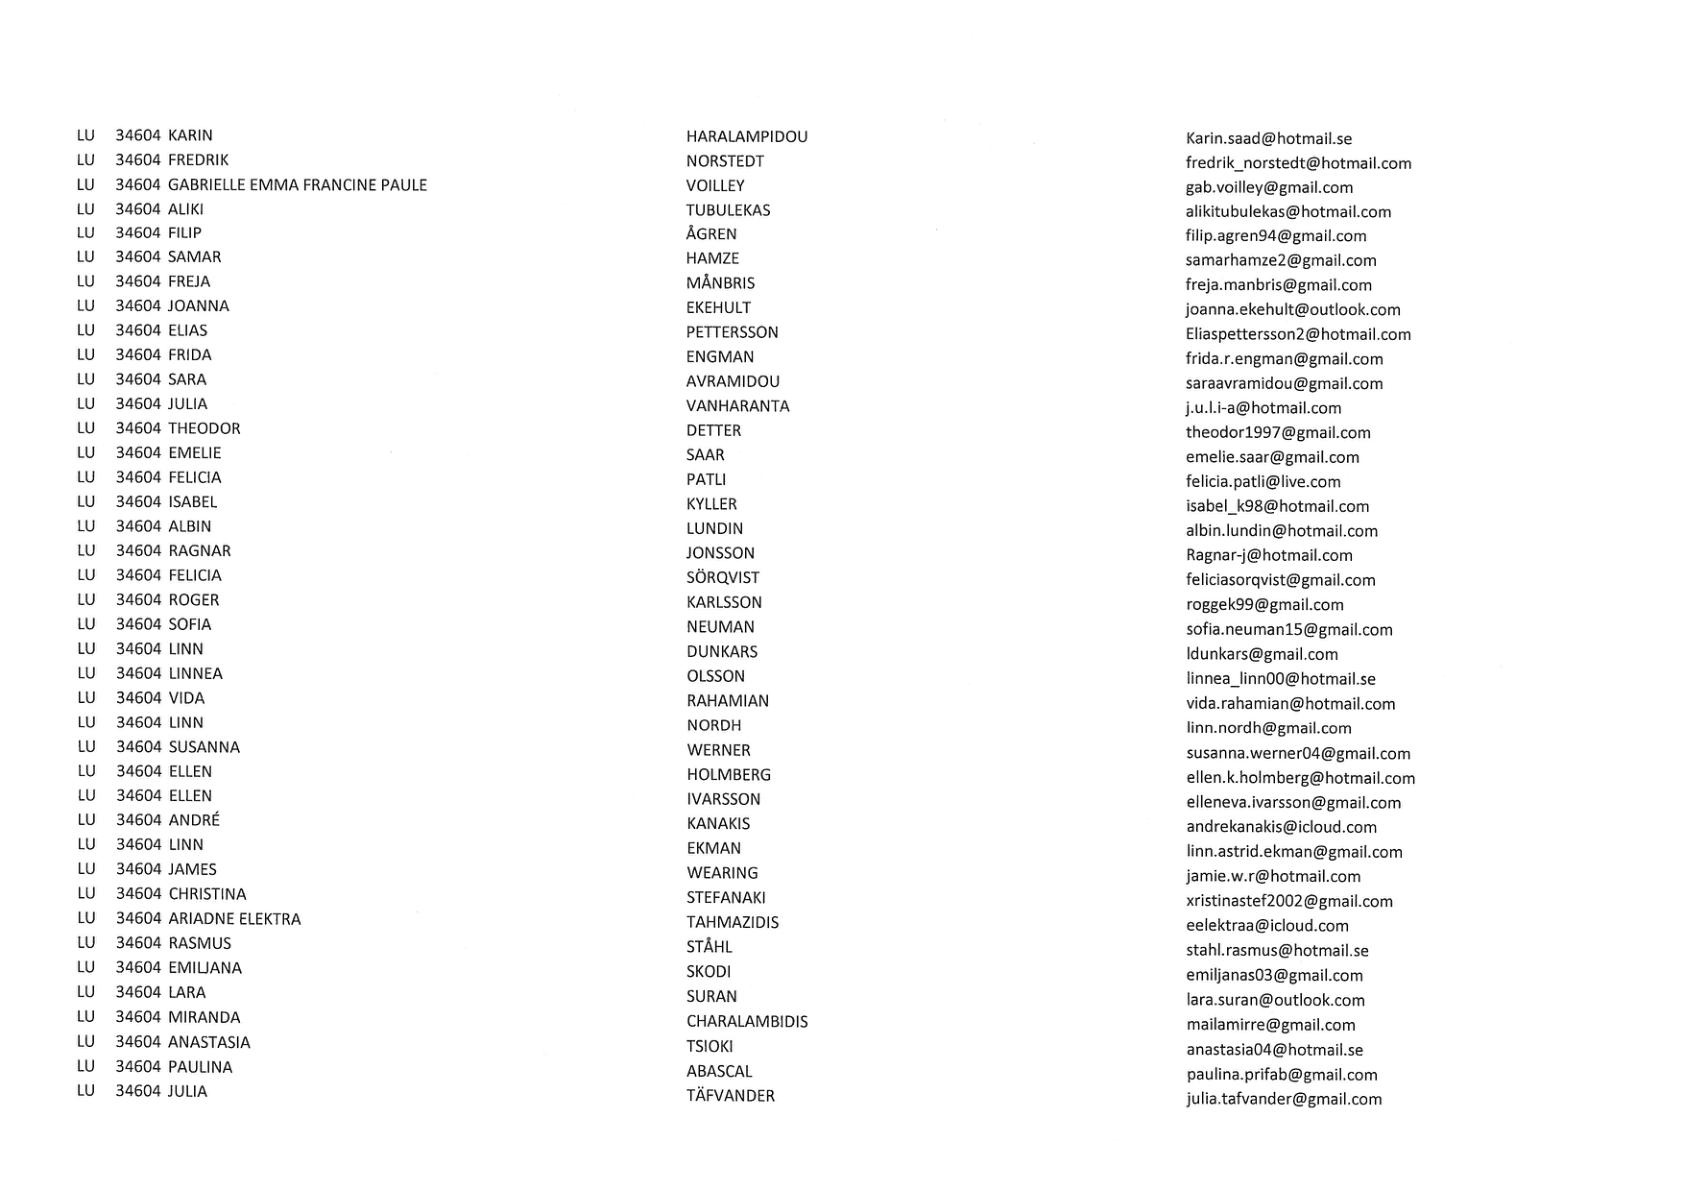 LU 34604 KARIN HARALAMPIDOU Karin.saad@hotmail.se
LU 34604 FREDRIK NORSTEDT fredrik_norstedt@hotmail.com
LU 34604 GABRIELLE EMMA FRANCINE PAULE VOILLEY gab.voilley@gmail.com
LU 34604 ALIKI TUBULEKAS alikitubulekas@hotmail.com
LU 34604 FILIP ÅGREN filip.agren94@gmail.com
LU 34604 SAMAR HAMZE samarhamze2@gmail.com
LU 34604 FREJA MÅNBRIS freja.manbris@gmail.com
LU 34604 JOANNA EKEHULT joanna.ekehult@outlook.com
LU 34604 ELIAS PETTERSSON Eliaspettersson2@hotmail.com
LU 34604 FRIDA ENGMAN frida.r.engman@gmail.com
LU 34604 SARA AVRAMIDOU saraavramidou@gmail.com
LU 34604 JULIA VANHARANTA j.u.l.i-a@hotmail.com
LU 34604 THEODOR DETTER theodor1997@gmail.com
LU 34604 EMELIE SAAR emelie.saar@gmail.com
LU 34604 FELICIA PATLI felicia.patli@live.com
LU 34604 ISABEL KYLLER isabel_k98@hotmail.com
LU 34604 ALBIN LUNDIN albin.lundin@hotmail.com
LU 34604 RAGNAR JONSSON Ragnar-j@hotmail.com
LU 34604 FELICIA SÖRQVIST feliciasorqvist@gmail.com
LU 34604 ROGER KARLSSON roggek99@gmail.com
LU 34604 SOFIA NEUMAN sofia.neuman15@gmail.com
LU 34604 LINN DUNKARS ldunkars@gmail.com
LU 34604 LINNEA OLSSON linnea_linn00@hotmail.se
LU 34604 VIDA RAHAMIAN vida.rahamian@hotmail.com
LU 34604 LINN NORDH linn.nordh@gmail.com
LU 34604 SUSANNA WERNER susanna.werner04@gmail.com
LU 34604 ELLEN HOLMBERG ellen.k.holmberg@hotmail.com
LU 34604 ELLEN IVARSSON elleneva.ivarsson@gmail.com
LU 34604 ANDRÉ KANAKIS andrekanakis@icloud.com
LU 34604 LINN EKMAN linn.astrid.ekman@gmail.com
LU 34604 JAMES WEARING jamie.w.r@hotmail.com
LU 34604 CHRISTINA STEFANAKI xristinastef2002@gmail.com
LU 34604 ARIADNE ELEKTRA TAHMAZIDIS eelektraa@icloud.com
LU 34604 RASMUS STÅHL stahl.rasmus@hotmail.se
LU 34604 EMILJANA SKODI emiljanas03@gmail.com
LU 34604 LARA SURAN lara.suran@outlook.com
LU 34604 MIRANDA CHARALAMBIDIS mailamirre@gmail.com
LU 34604 ANASTASIA TSIOKI anastasia04@hotmail.se
LU 34604 PAULINA ABASCAL paulina.prifab@gmail.com
LU 34604 JULIA TÄFVANDER julia.tafvander@gmail.com